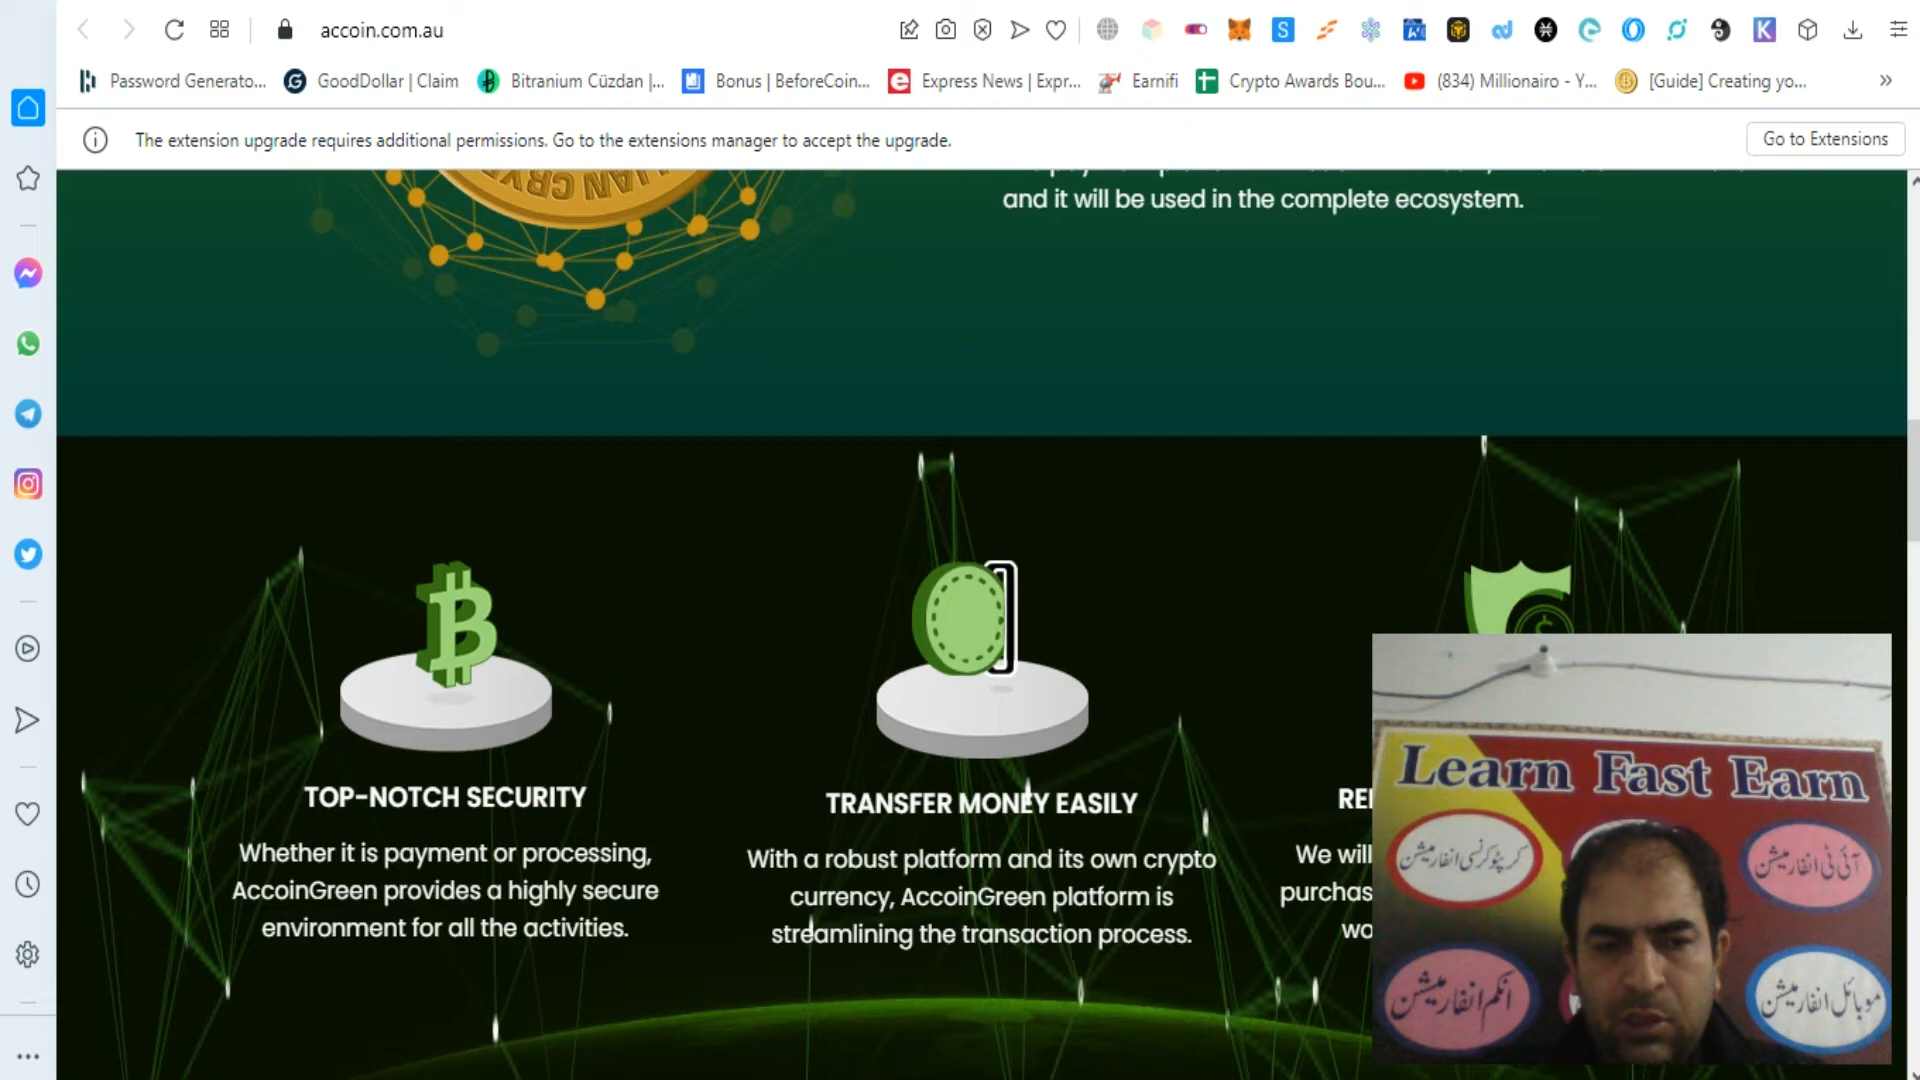 accoin.com.au
Password Generato...
GoodDollar | Claim
Bitranium Cüzdan |...
Bonus | BeforeCoin...
Express News | Expr...
Earnifi
Crypto Awards Bou...
(834) Millionairo - Y...
[Guide] Creating yo...
The extension upgrade requires additional permissions. Go to the extensions manager to accept the upgrade.
Go to Extensions
and it will be used in the complete ecosystem.
TOP-NOTCH SECURITY
Whether it is payment or processing,
AccoinGreen provides a highly secure
environment for all the activities.
TRANSFER MONEY EASILY
With a robust platform and its own crypto
currency, AccoinGreen platform is
streamlining the transaction process.
We will
purchas
wo
Learn Fast Earn
کرپٹوکرنسی انفارمیشن
آئی ٹی انفارمیشن
انکم انفارمیشن
موبائل انفارمیشن